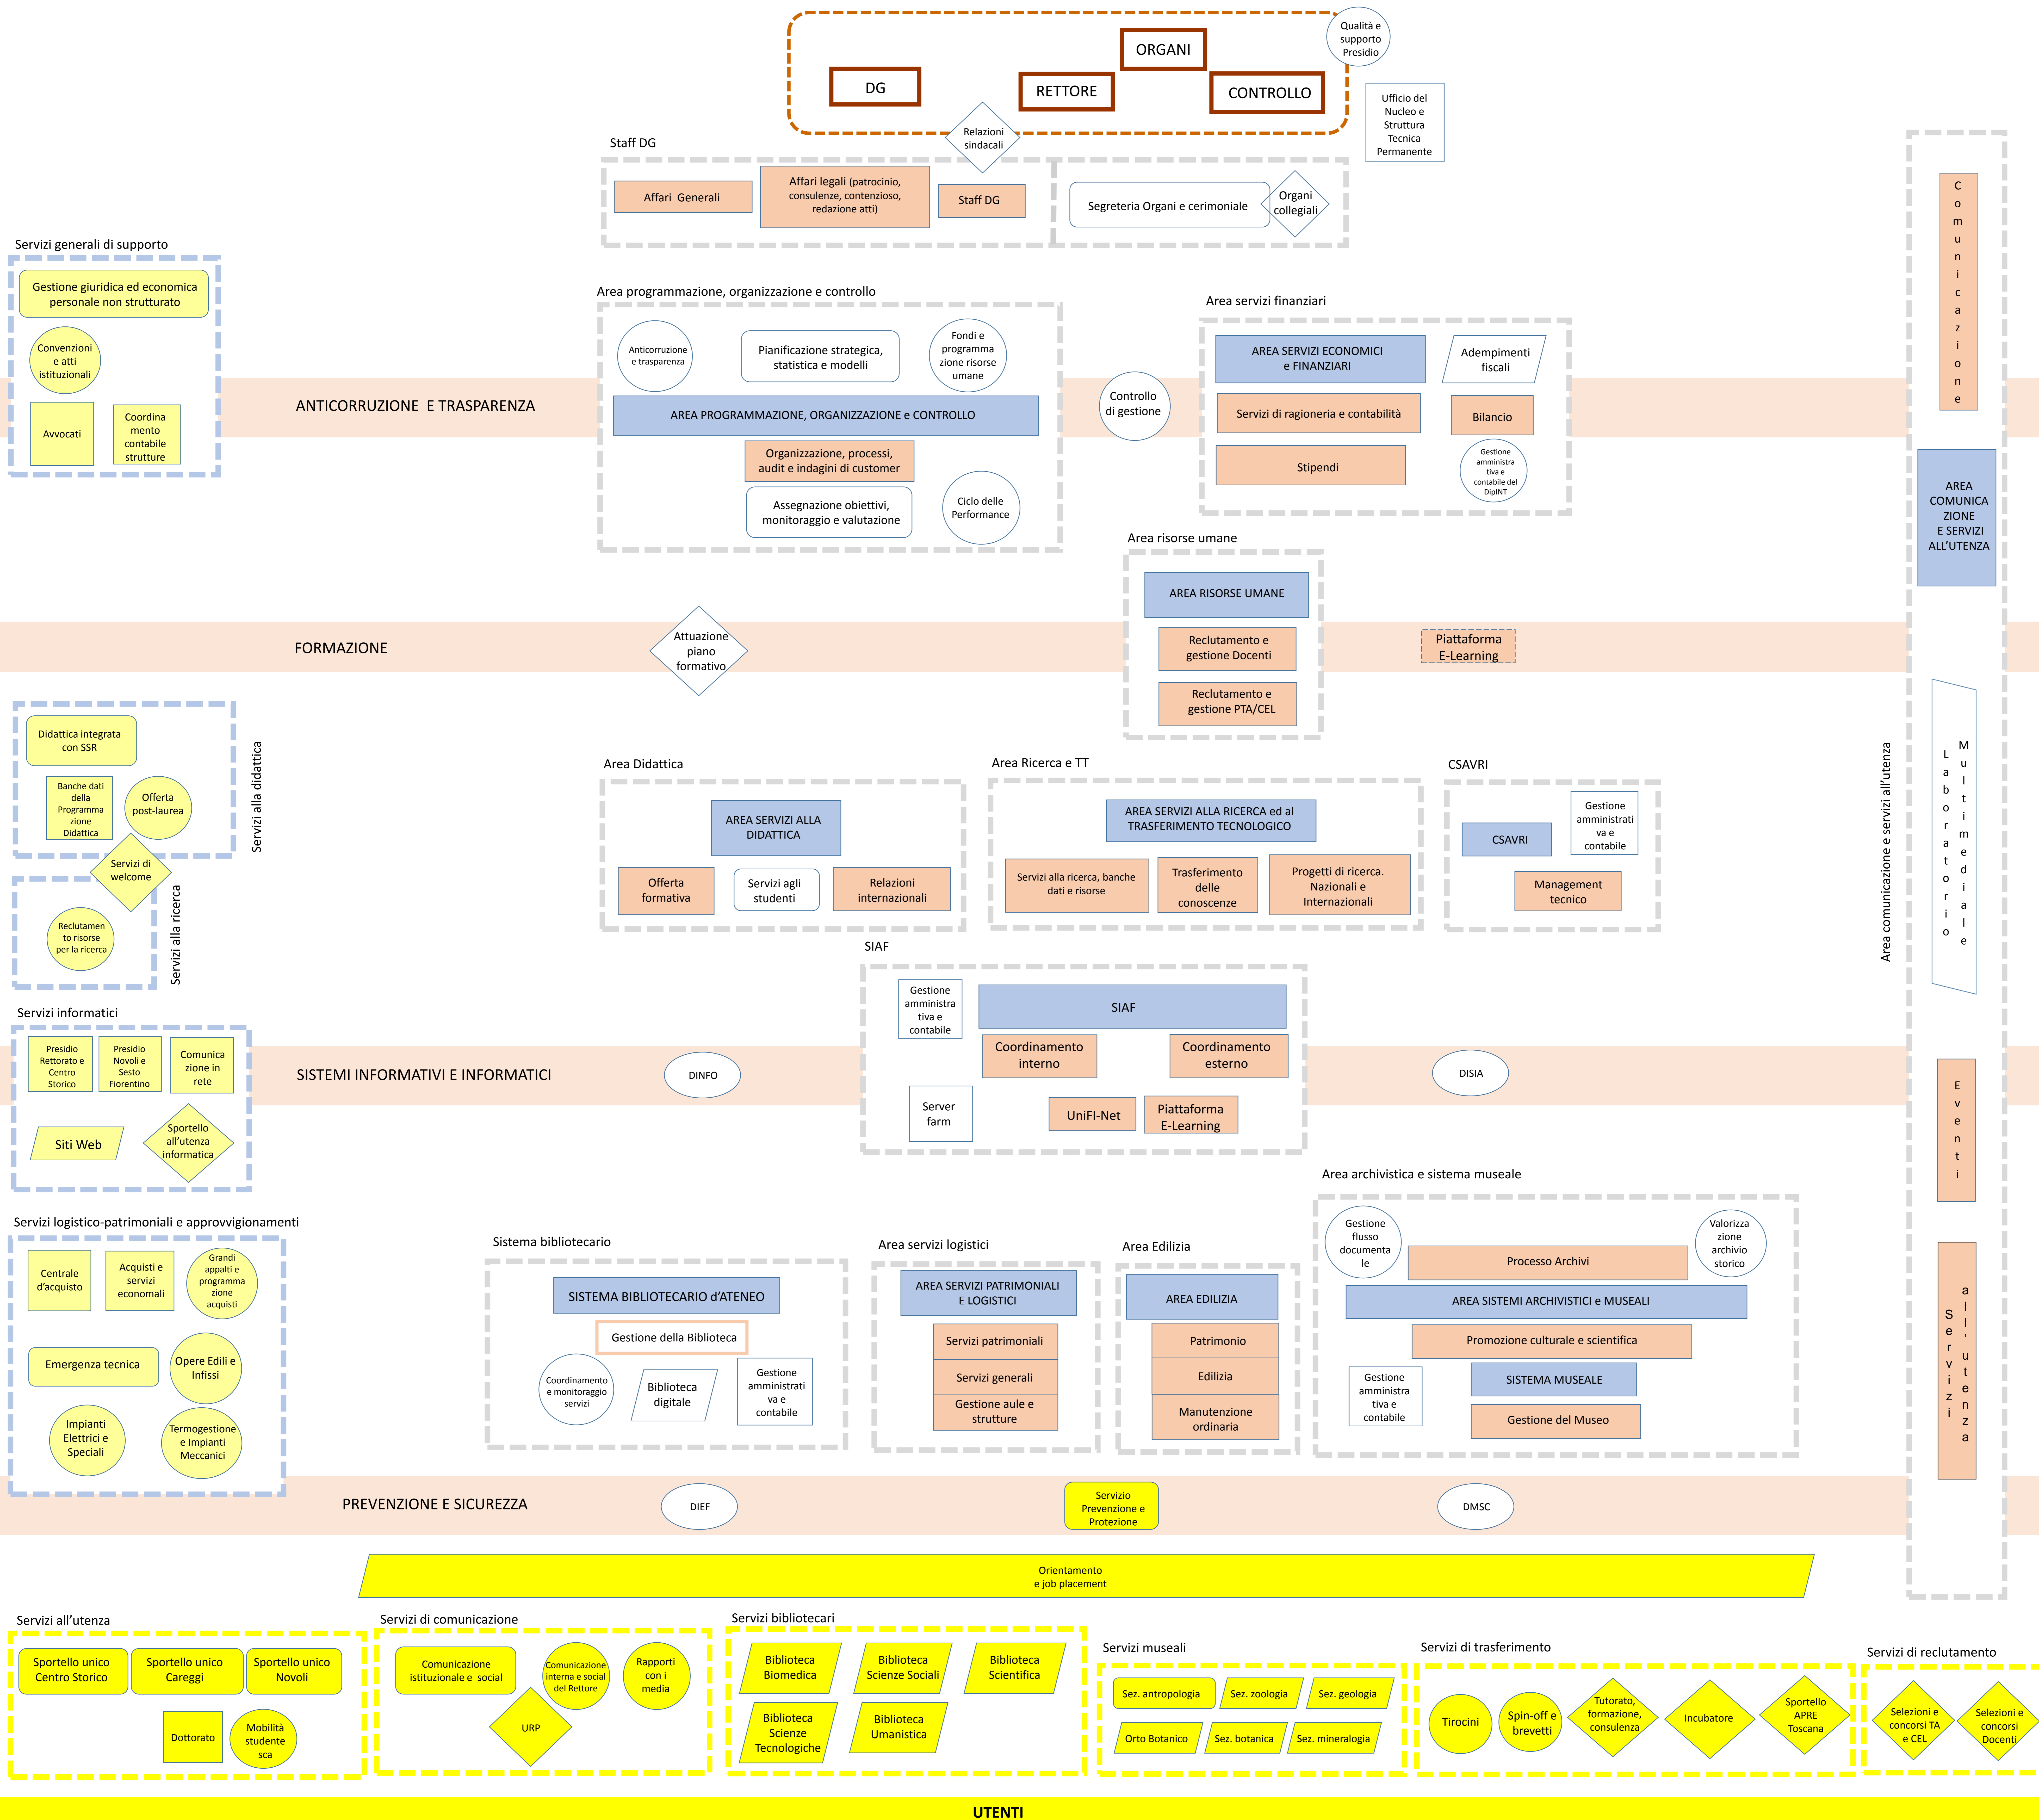 Qualità e
supporto
Presidio
ORGANI
DG
RETTORE
CONTROLLO
Ufficio del
Nucleo e
Struttura
Tecnica
Permanente
Relazioni
sindacali
Staff DG
Affari Generali
Affari legali (patrocinio,
consulenze, contenzioso,
redazione atti)
Staff DG
Segreteria Organi e cerimoniale
Organi
collegiali
Comunicazione
Servizi generali di supporto
Gestione giuridica ed economica
personale non strutturato
Convenzioni
e atti
istituzionali
Avvocati
Coordina
mento
contabile
strutture
ANTICORRUZIONE E TRASPARENZA
Area programmazione, organizzazione e controllo
Anticorruzione
e trasparenza
Pianificazione strategica,
statistica e modelli
Fondi e
programma
zione risorse
umane
AREA PROGRAMMAZIONE, ORGANIZZAZIONE e CONTROLLO
Organizzazione, processi,
audit e indagini di customer
Assegnazione obiettivi,
monitoraggio e valutazione
Ciclo delle
Performance
Controllo
di gestione
Area servizi finanziari
AREA SERVIZI ECONOMICI
e FINANZIARI
Adempimenti
fiscali
Servizi di ragioneria e contabilità
Bilancio
Stipendi
Gestione
amministra
tiva e
contabile del
DipINT
AREA
COMUNICA
ZIONE
E SERVIZI
ALL'UTENZA
Area risorse umane
AREA RISORSE UMANE
Reclutamento e
gestione Docenti
Reclutamento e
gestione PTA/CEL
FORMAZIONE
Attuazione
piano
formativo
Piattaforma
E-Learning
Didattica integrata
con SSR
Banche dati
della
Programma
zione
Didattica
Offerta
post-laurea
Servizi alla didattica
Servizi di
welcome
Reclutamen
to risorse
per la ricerca
Servizi alla ricerca
Area Didattica
AREA SERVIZI ALLA
DIDATTICA
Offerta
formativa
Servizi agli
studenti
Relazioni
internazionali
Area Ricerca e TT
AREA SERVIZI ALLA RICERCA ed al
TRASFERIMENTO TECNOLOGICO
Servizi alla ricerca, banche
dati e risorse
Trasferimento
delle
conoscenze
Progetti di ricerca.
Nazionali e
Internazionali
CSAVRI
CSAVRI
Gestione
amministrati
va e
contabile
Management
tecnico
Area comunicazione e servizi all'utenza
Laboratorio
Multimediale
SIAF
Gestione
amministra
tiva e
contabile
SIAF
Coordinamento
interno
Coordinamento
esterno
Server
farm
UniFI-Net
Piattaforma
E-Learning
Servizi informatici
Presidio
Rettorato e
Centro
Storico
Presidio
Novoli e
Sesto
Fiorentino
Comunica
zione in
rete
Siti Web
Sportello
all'utenza
informatica
SISTEMI INFORMATIVI E INFORMATICI
DINFO
DISIA
Eventi
Servizi logistico-patrimoniali e approvvigionamenti
Centrale
d'acquisto
Acquisti e
servizi
economali
Grandi
appalti e
programma
zione
acquisti
Emergenza tecnica
Opere Edili e
Infissi
Impianti
Elettrici e
Speciali
Termogestione
e Impianti
Meccanici
Sistema bibliotecario
SISTEMA BIBLIOTECARIO d'ATENEO
Gestione della Biblioteca
Coordinamento
e monitoraggio
servizi
Biblioteca
digitale
Gestione
amministrati
va e
contabile
Area servizi logistici
AREA SERVIZI PATRIMONIALI
E LOGISTICI
Servizi patrimoniali
Servizi generali
Gestione aule e
strutture
Area Edilizia
AREA EDILIZIA
Patrimonio
Edilizia
Manutenzione
ordinaria
Area archivistica e sistema museale
Gestione
flusso
documenta
le
Processo Archivi
Valorizza
zione
archivio
storico
AREA SISTEMI ARCHIVISTICI e MUSEALI
Promozione culturale e scientifica
Gestione
amministra
tiva e
contabile
SISTEMA MUSEALE
Gestione del Museo
Servizi
all'utenza
PREVENZIONE E SICUREZZA
DIEF
Servizio
Prevenzione e
Protezione
DMSC
Orientamento
e job placement
Servizi all'utenza
Sportello unico
Centro Storico
Sportello unico
Careggi
Sportello unico
Novoli
Dottorato
Mobilità
studente
sca
Servizi di comunicazione
Comunicazione
istituzionale e social
Comunicazione
interna e social
del Rettore
Rapporti
con i
media
URP
Servizi bibliotecari
Biblioteca
Biomedica
Biblioteca
Scienze Sociali
Biblioteca
Scientifica
Biblioteca
Scienze
Tecnologiche
Biblioteca
Umanistica
Servizi museali
Sez. antropologia
Sez. zoologia
Sez. geologia
Orto Botanico
Sez. botanica
Sez. mineralogia
Servizi di trasferimento
Tirocini
Spin-off e
brevetti
Tutorato,
formazione,
consulenza
Incubatore
Sportello
APRE
Toscana
Servizi di reclutamento
Selezioni e
concorsi TA
e CEL
Selezioni e
concorsi
Docenti
UTENTI